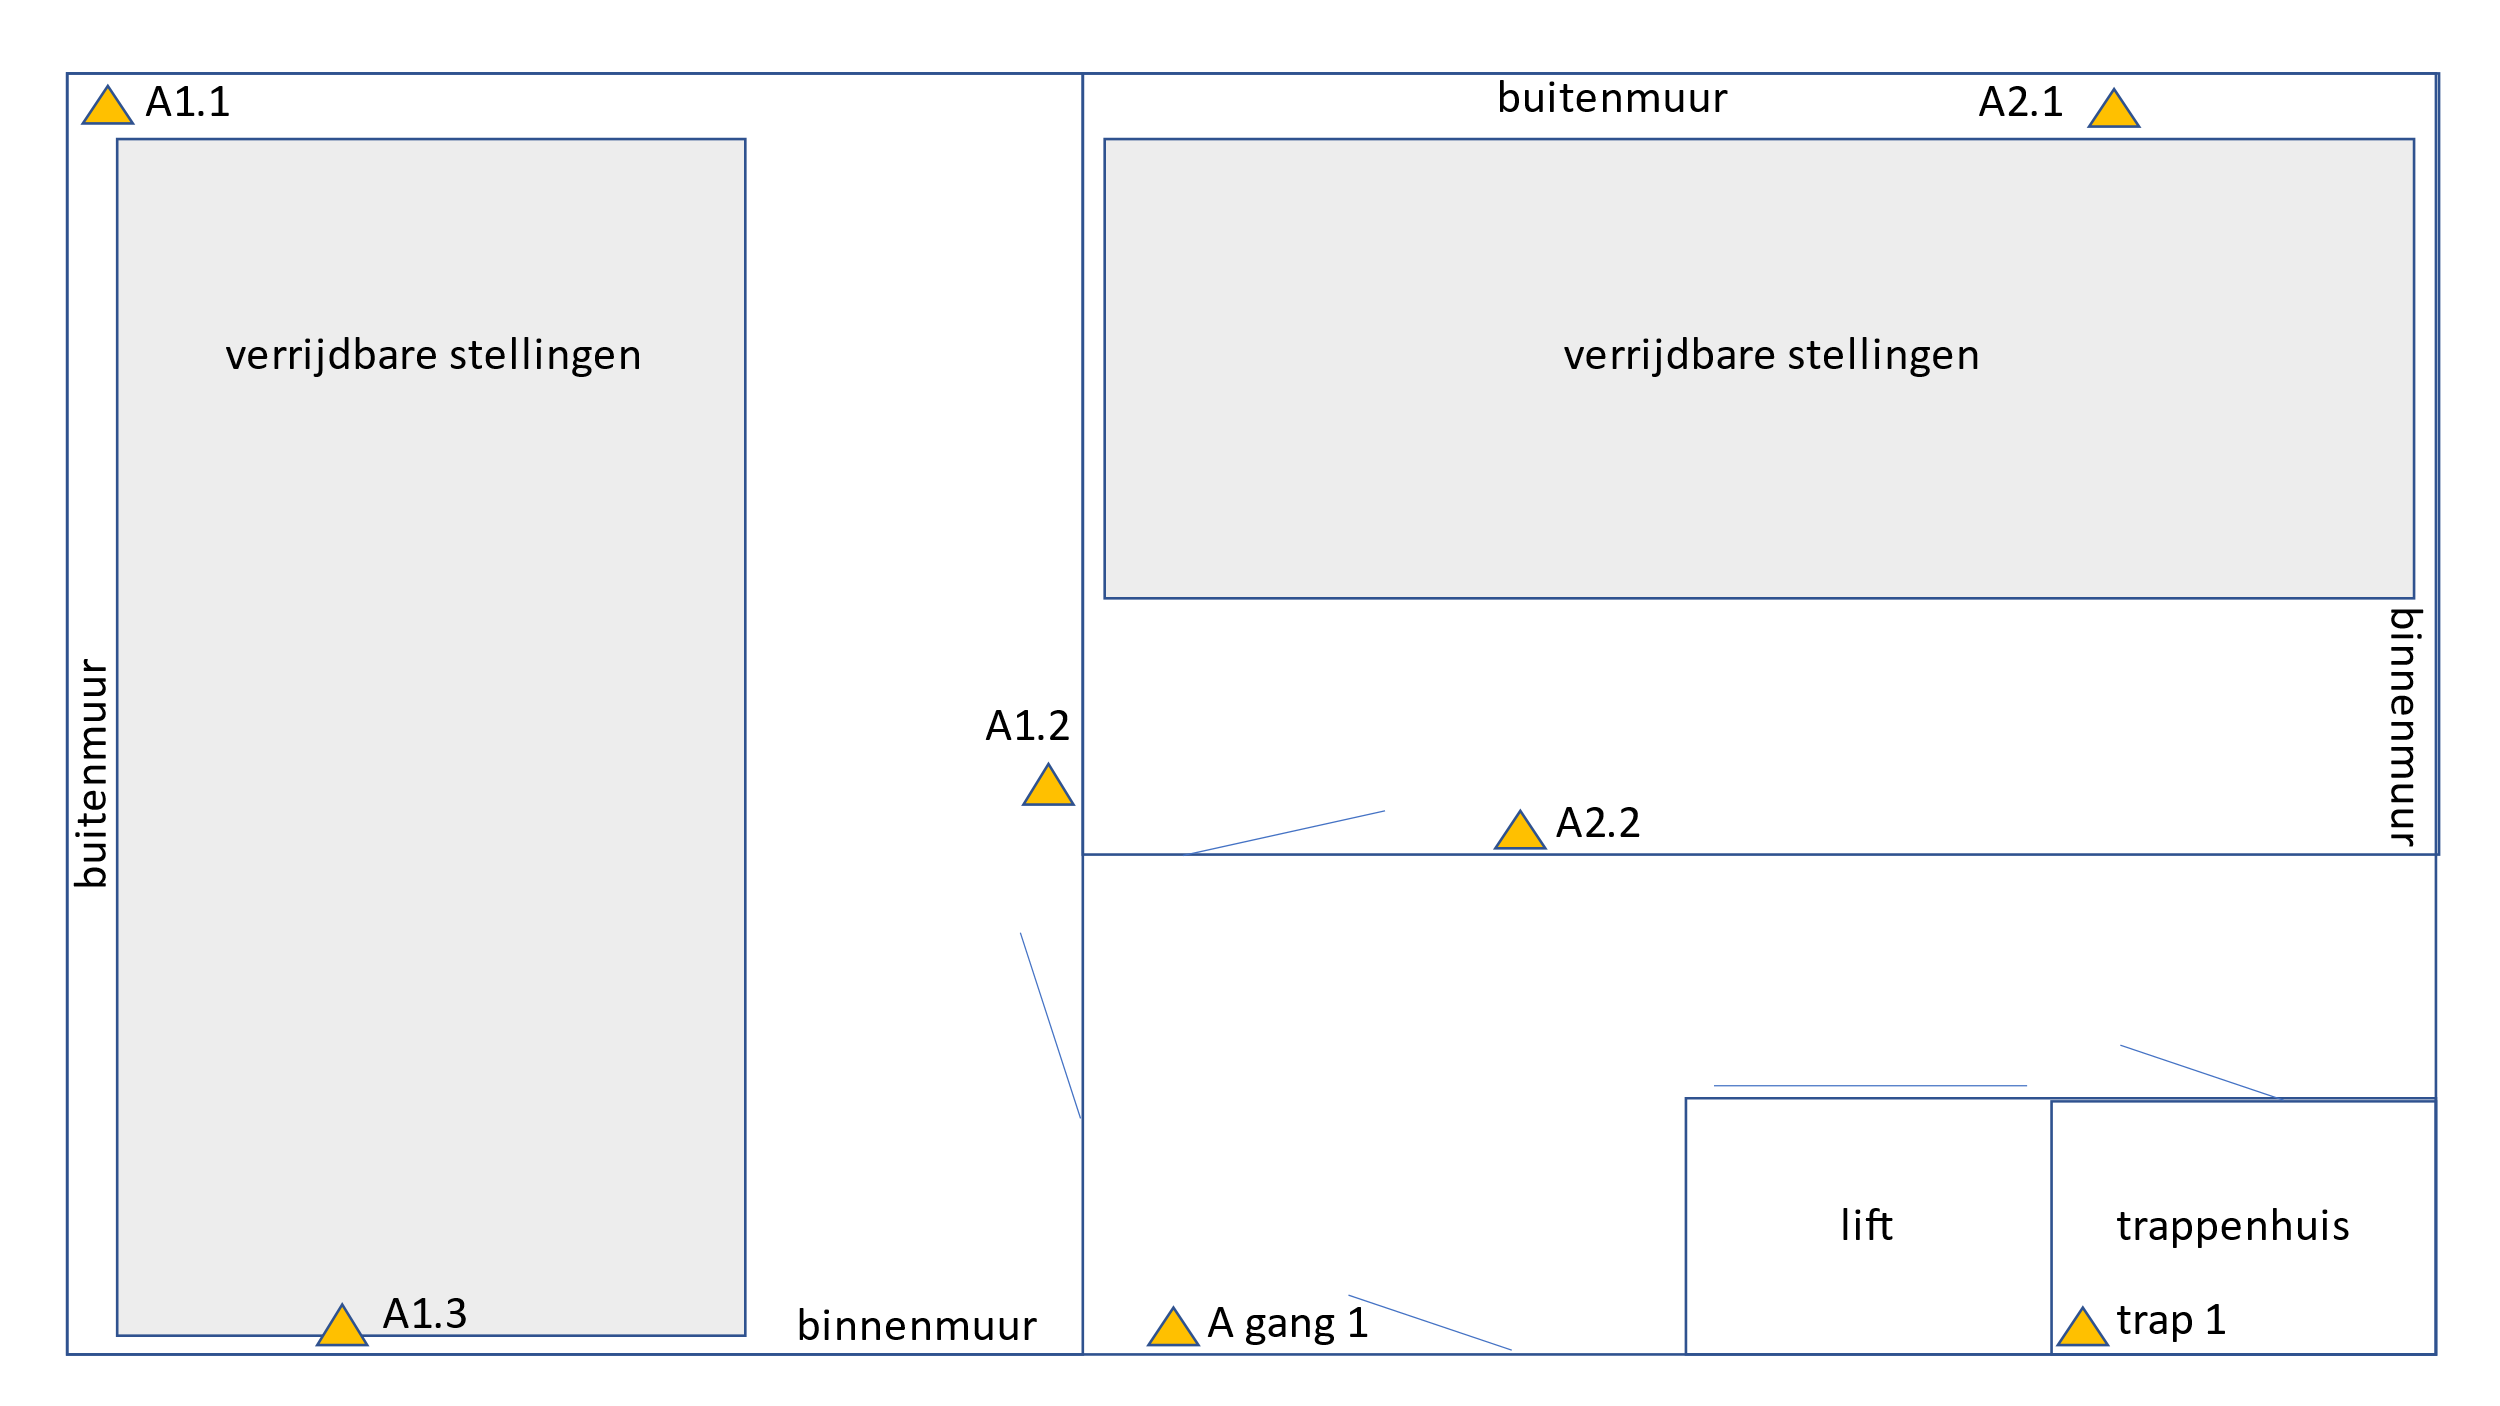 A1.1
buitenmuur
A2.1
verrijdbare stellingen
verrijdbare stellingen
buitenmuur
binnenmuur
A1.2
A2.2
lift
trappenhuis
A1.3
binnenmuur
A gang 1
trap 1